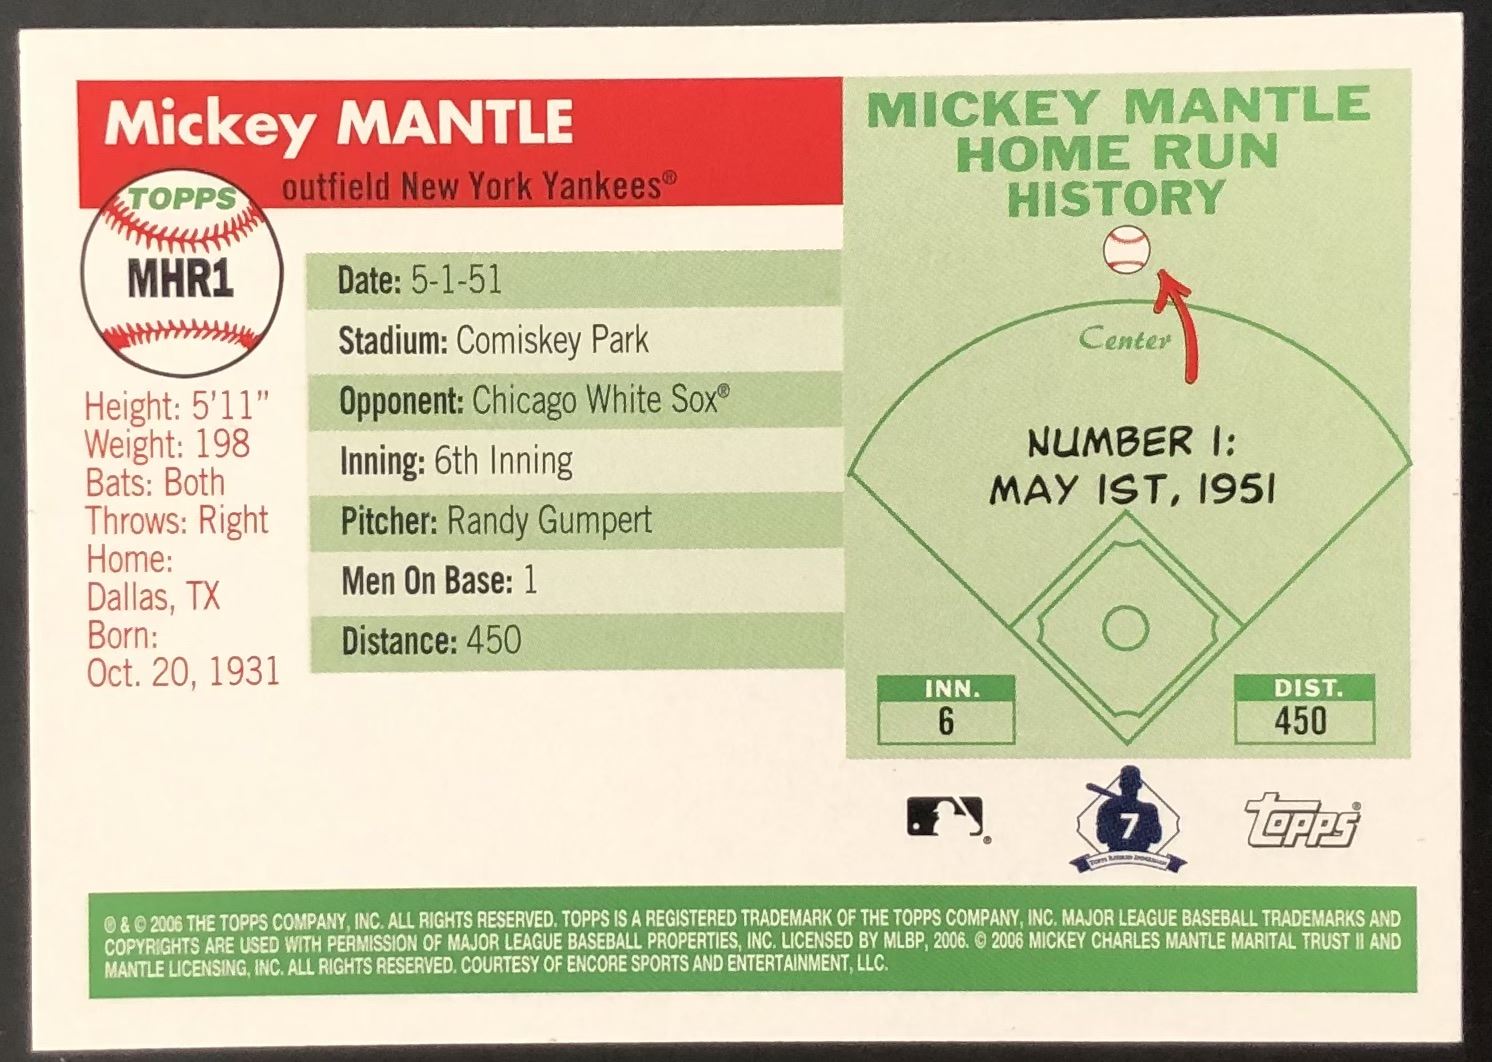 Mickey MANTLE
outfield New York Yankees®
TOPPS
MHR1
Height: 5'11"
Weight: 198
Bats: Both
Throws: Right
Home:
Dallas, TX
Born:
Oct. 20, 1931
Date: 5-1-51
Stadium: Comiskey Park
Opponent: Chicago White Sox®
Inning: 6th Inning
Pitcher: Randy Gumpert
Men On Base: 1
Distance: 450
MICKEY MANTLE
HOME RUN
HISTORY
Center
NUMBER 1:
MAY 1ST, 1951
INN.
6
DIST.
450
®
7
Topps®
® & © 2006 THE TOPPS COMPANY, INC. ALL RIGHTS RESERVED. TOPPS IS A REGISTERED TRADEMARK OF THE TOPPS COMPANY, INC. MAJOR LEAGUE BASEBALL TRADEMARKS AND
COPYRIGHTS ARE USED WITH PERMISSION OF MAJOR LEAGUE BASEBALL PROPERTIES, INC. LICENSED BY MLBP, 2006. © 2006 MICKEY CHARLES MANTLE MARITAL TRUST II AND
MANTLE LICENSING, INC. ALL RIGHTS RESERVED. COURTESY OF ENCORE SPORTS AND ENTERTAINMENT, LLC.